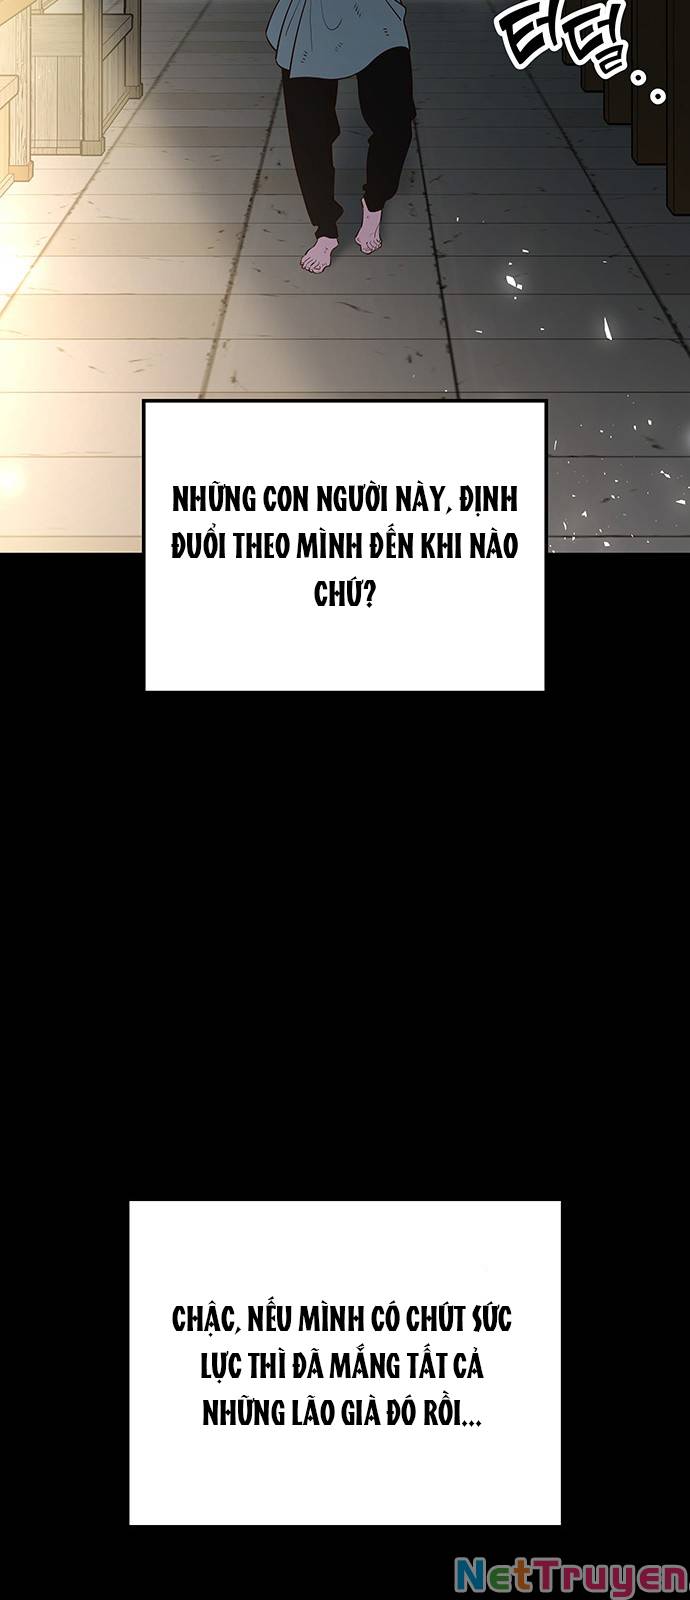 터덜..
NHỮNG CON NGƯỜI NÀY, ĐỊNH
ĐUỔI THEO MÌNH ĐẾN KHI NÀO
CHỨ?
CHẬC, NẾU MÌNH CÓ CHÚT SỨC
LỰC THÌ ĐÃ MẮNG TẤT CẢ
NHỮNG LÃO GIÀ ĐÓ RỒI...
NetTruyen